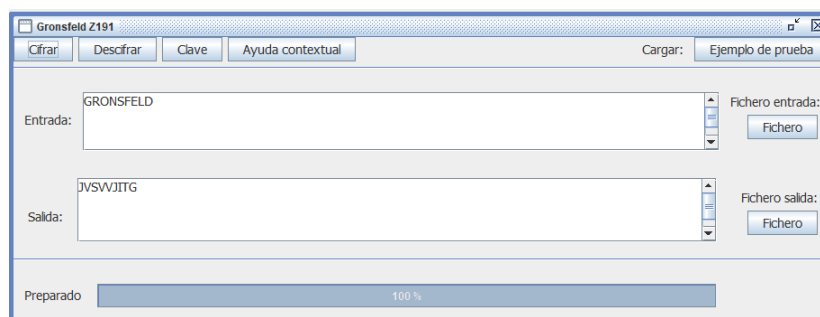 Gronsfeld Z191
Cifrar Descifrar Clave Ayuda contextual Cargar: Ejemplo de prueba
GRONSFELD
Fichero entrada:
Entrada:
Fichero
JVSVVJITG
Fichero salida:
Salida:
Fichero
Preparado 100 %